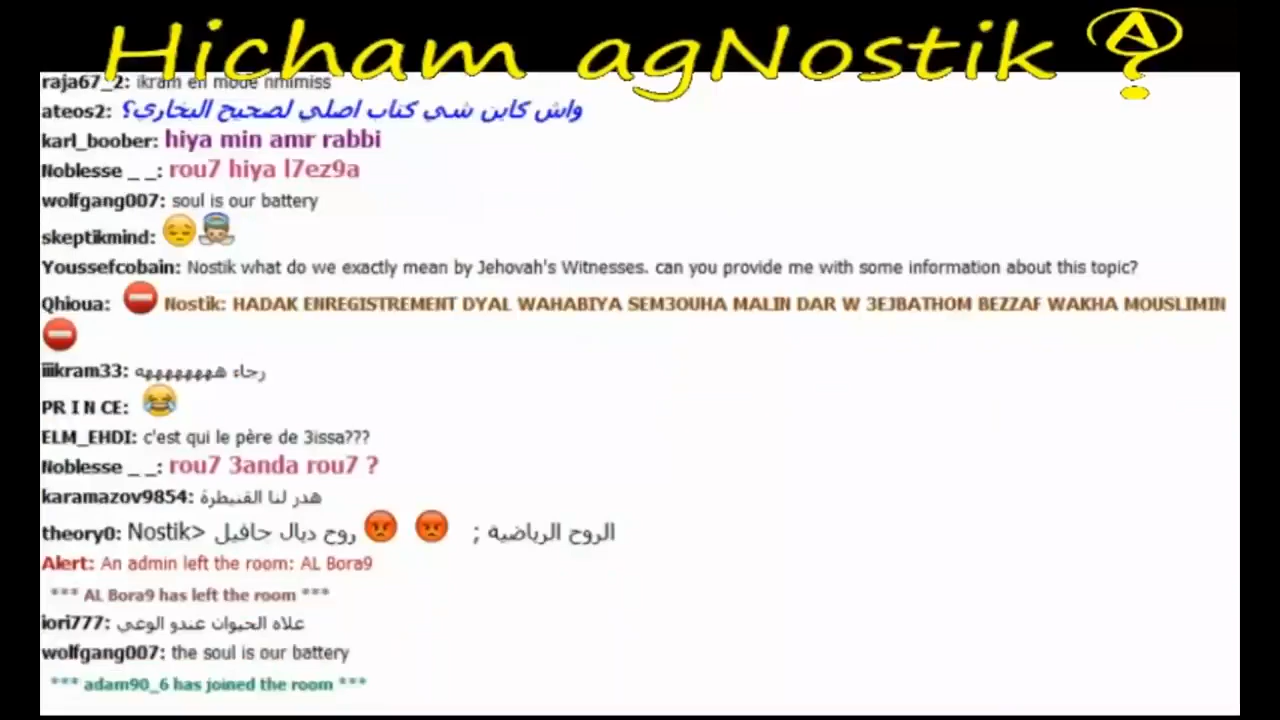 Hicham agNostik
raja67_2: ikram en mode nmimiss
ateos2: واش كاين شي كتاب اصلي لصحيح البخاري؟
karl_boober: hiya min amr rabbi
Noblesse _ _: rou7 hiya l7ez9a
wolfgang007: soul is our battery
skeptikmind:
Youssefcobain: Nostik what do we exactly mean by Jehovah's Witnesses. can you provide me with some information about this topic?
Qhioua: Nostik: HADAK ENREGISTREMENT DYAL WAHABIYA SEM3OUHA MALIN DAR W 3EJBATHOM BEZZAF WAKHA MOUSLIMIN
iiikram33: رجاء ههههههههه
PR I N CE:
ELM_EHDI: c'est qui le père de 3issa???
Noblesse _ _: rou7 3anda rou7 ?
karamazov9854: هدر لنا القنيطرة
theory0: Nostik> روح ديال حافيل ; الروح الرياضية
Alert: An admin left the room: AL Bora9
*** AL Bora9 has left the room ***
iori777: علاه الحيوان عندو الوعي
wolfgang007: the soul is our battery
*** adam90_6 has joined the room ***